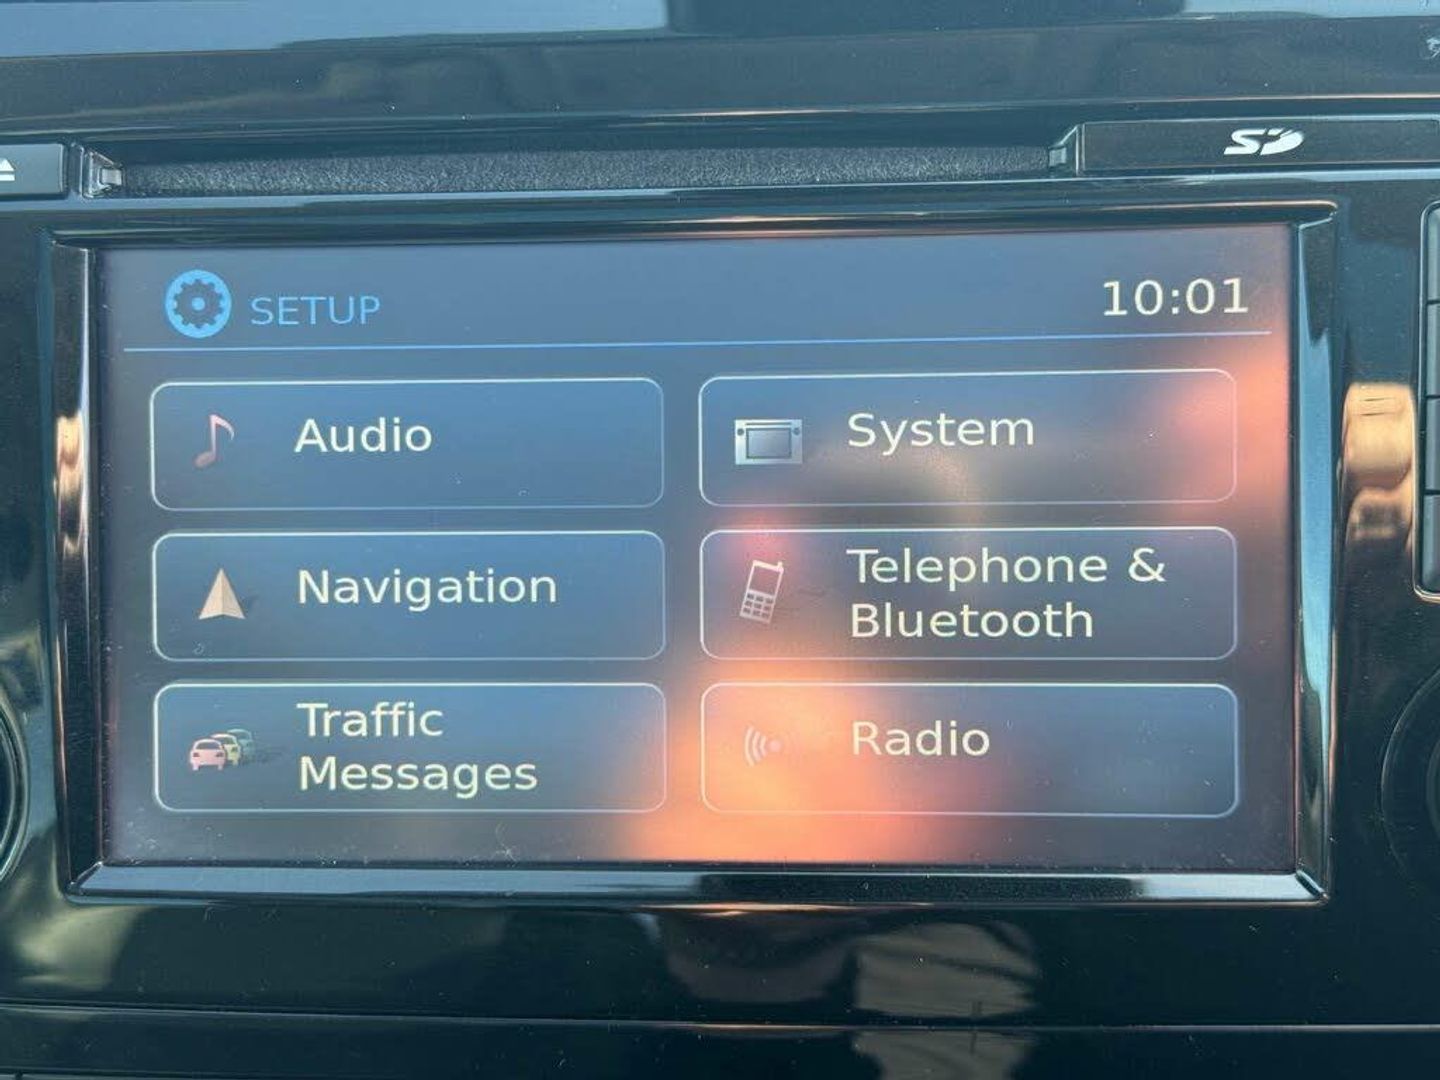 SD
SETUP
10:01
Audio
System
Navigation
Telephone &
Bluetooth
Traffic
Messages
Radio